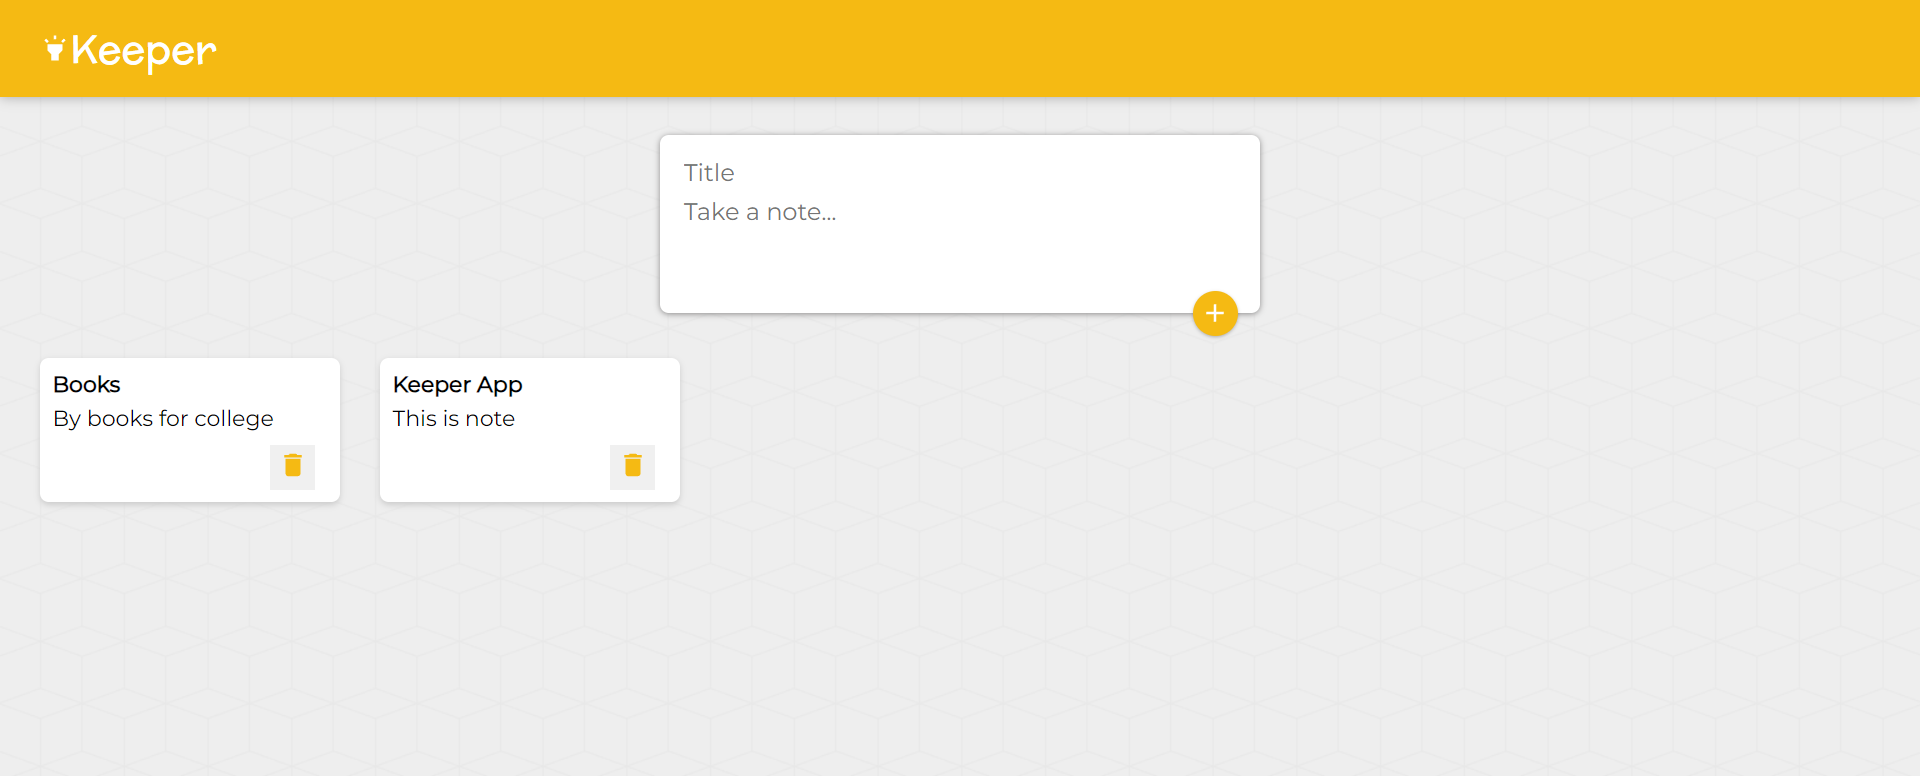 Keeper
Title
Take a note...
Books
By books for college
Keeper App
This is note